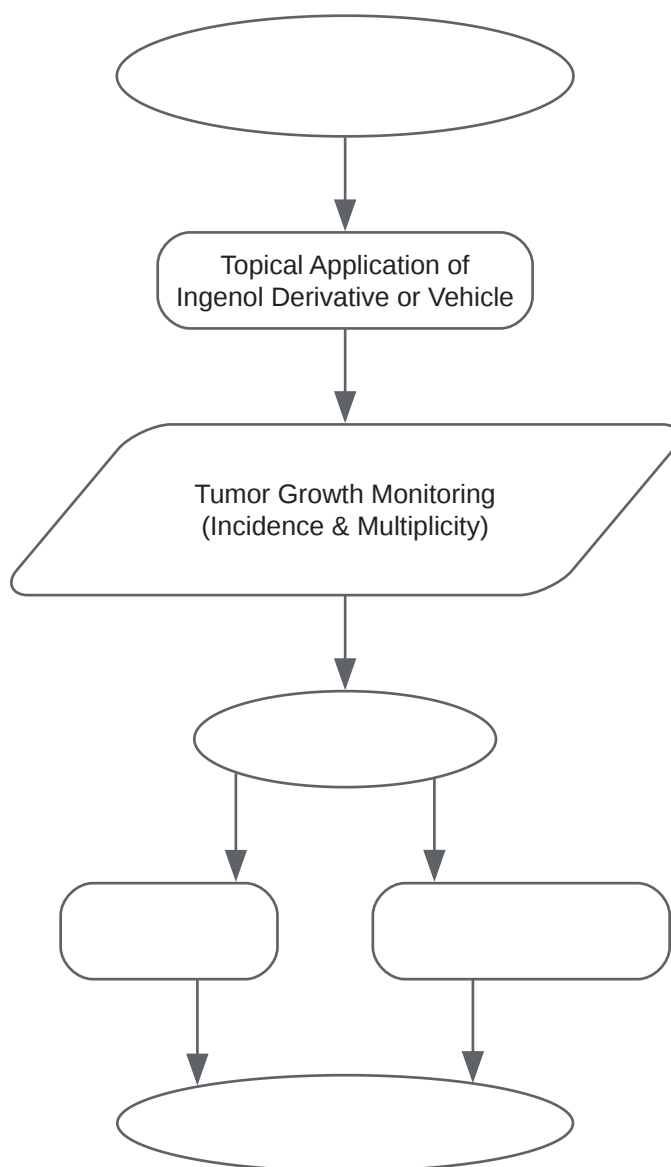 Topical Application of
Ingenol Derivative or Vehicle
Tumor Growth Monitoring
(Incidence & Multiplicity)